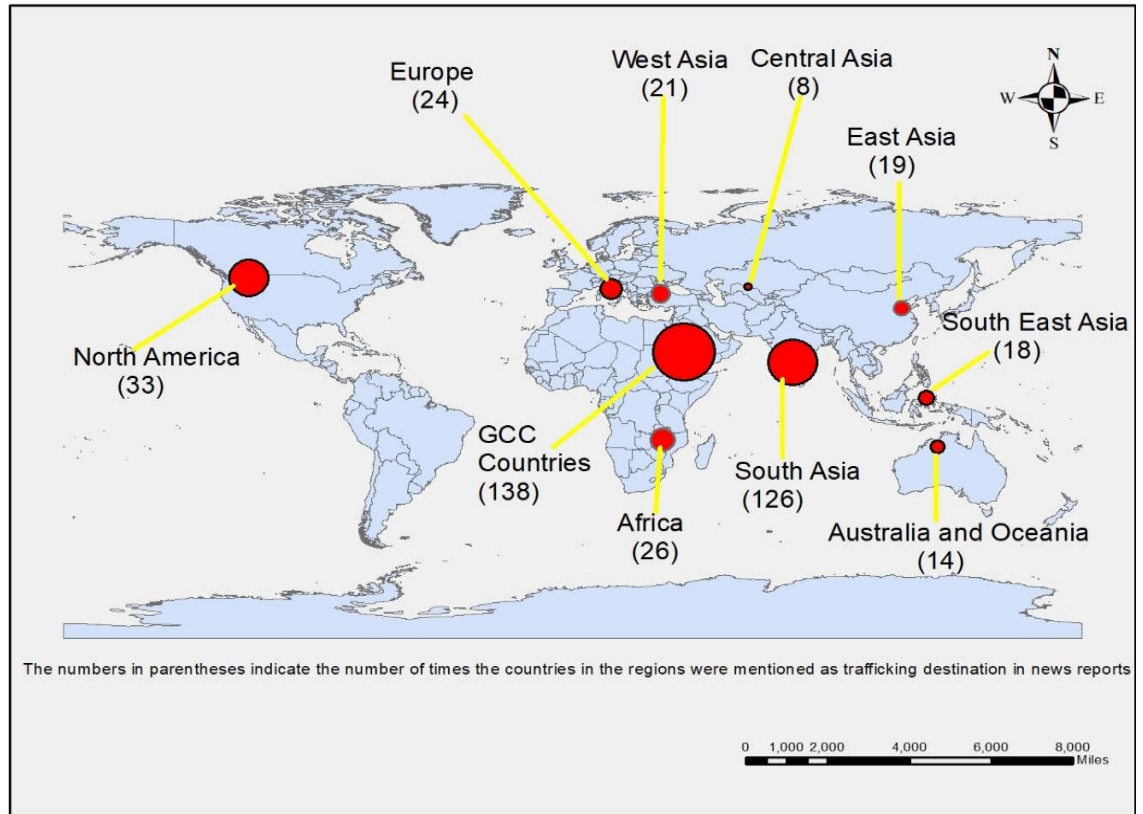 Europe
(24)
West Asia
(21)
Central Asia
(8)
N
W
E
S
East Asia
(19)
North America
(33)
South East Asia
(18)
GCC
Countries
(138)
South Asia
(126)
Africa
(26)
Australia and Oceania
(14)
The numbers in parentheses indicate the number of times the countries in the regions were mentioned as trafficking destination in news reports
0 1,000 2,000 4,000 6,000 8,000
Miles